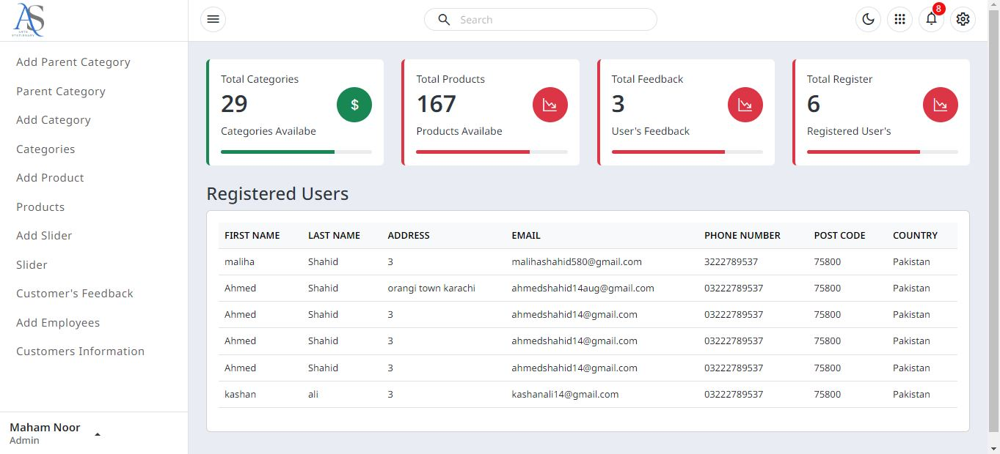 AS
ARTS
STATIONARY
Search
8
Add Parent Category
Parent Category
Add Category
Categories
Add Product
Products
Add Slider
Slider
Customer's Feedback
Add Employees
Customers Information
Maham Noor
Admin
Total Categories
29
Categories Availabe
$
Total Products
167
Products Availabe
Total Feedback
3
User's Feedback
Total Register
6
Registered User's
Registered Users
FIRST NAME LAST NAME ADDRESS EMAIL PHONE NUMBER POST CODE COUNTRY
maliha Shahid 3 malihashahid580@gmail.com 3222789537 75800 Pakistan
Ahmed Shahid orangi town karachi ahmedshahid14aug@gmail.com 03222789537 75800 Pakistan
Ahmed Shahid 3 ahmedshahid14@gmail.com 03222789537 75800 Pakistan
Ahmed Shahid 3 ahmedshahid14@gmail.com 03222789537 75800 Pakistan
Ahmed Shahid 3 ahmedshahid14@gmail.com 03222789537 75800 Pakistan
kashan ali 3 kashanali14@gmail.com 03222789537 75800 Pakistan